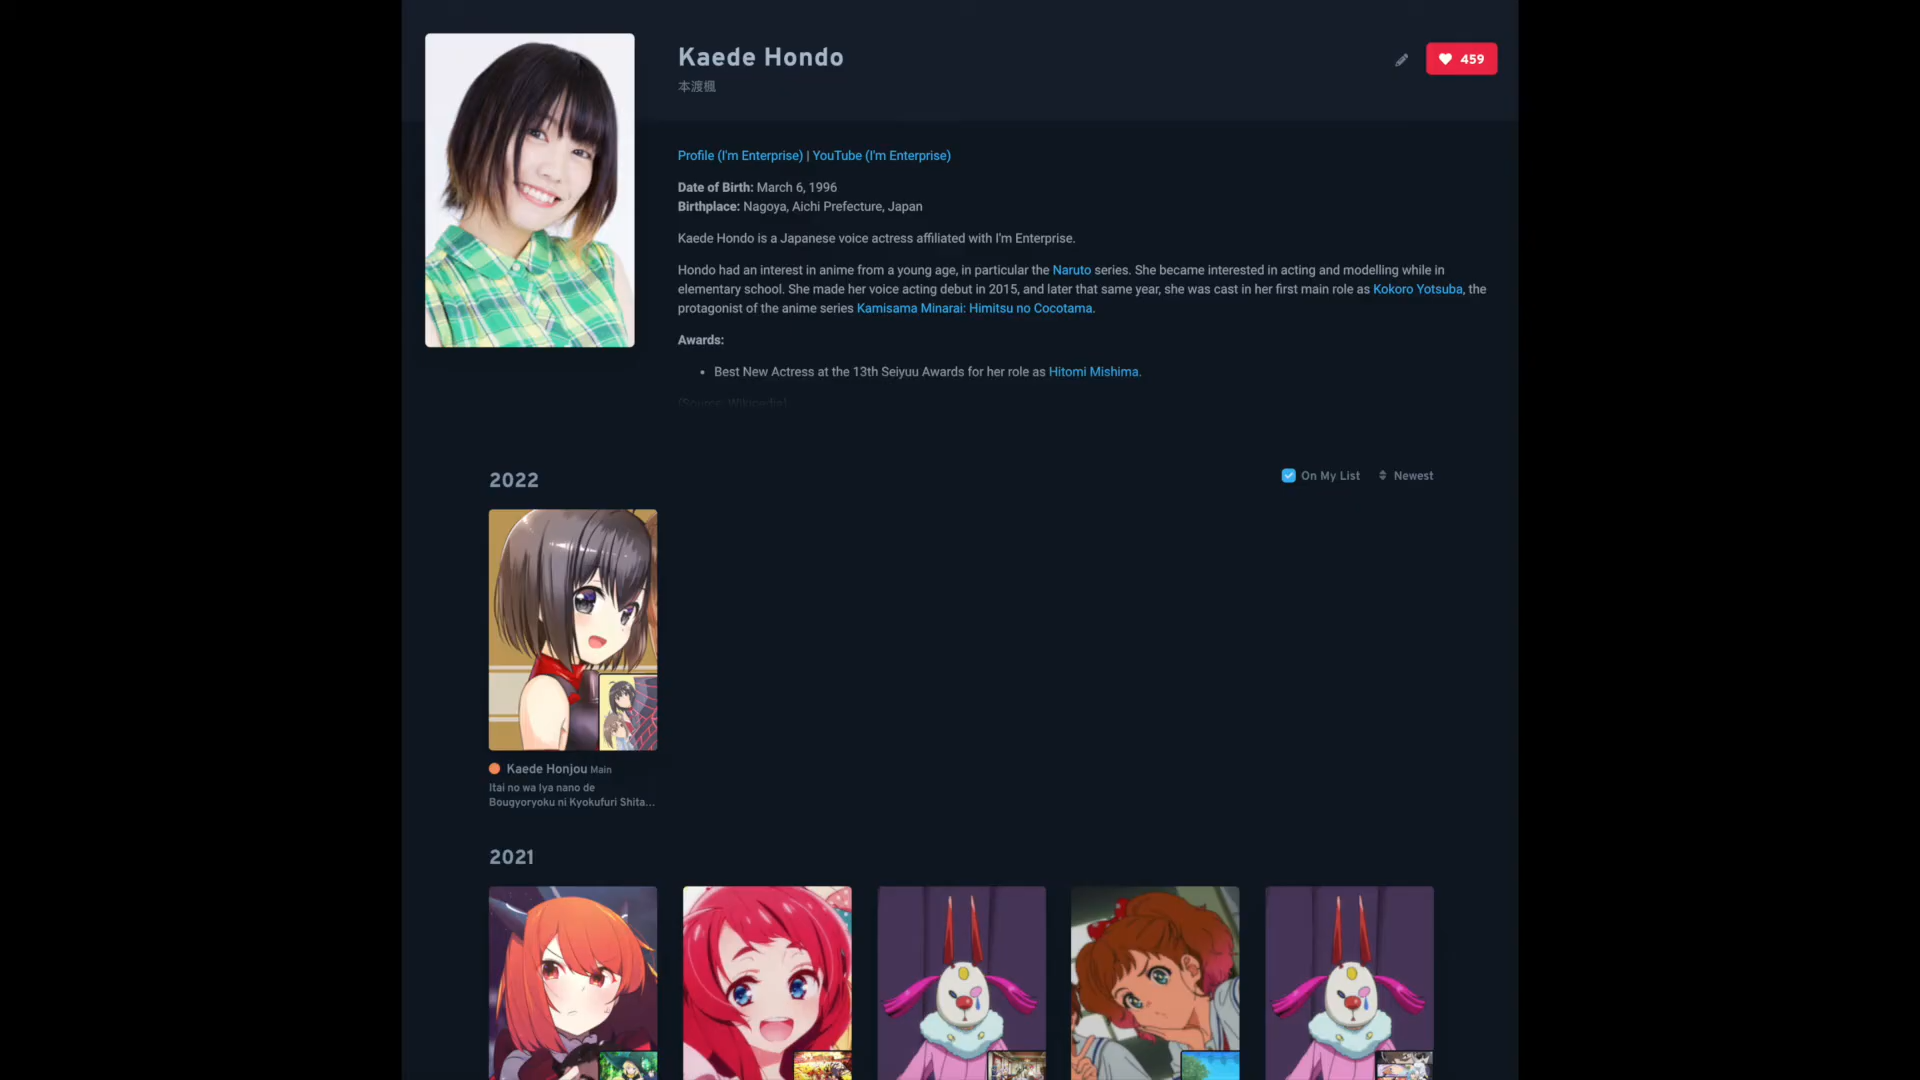 Kaede Hondo
459
本渡楓
Profile (I'm Enterprise) | YouTube (I'm Enterprise)
Date of Birth: March 6, 1996
Birthplace: Nagoya, Aichi Prefecture, Japan
Kaede Hondo is a Japanese voice actress affiliated with I'm Enterprise.
Hondo had an interest in anime from a young age, in particular the Naruto series. She became interested in acting and modelling while in
elementary school. She made her voice acting debut in 2015, and later that same year, she was cast in her first main role as Kokoro Yotsuba, the
protagonist of the anime series Kamisama Minarai: Himitsu no Cocotama.
Awards:
• Best New Actress at the 13th Seiyuu Awards for her role as Hitomi Mishima.
(Source: Wikipedia)
2022
On My List
Newest
Kaede Honjou Main
Itai no wa Iya nano de
Bougyoryoku ni Kyokufuri Shita...
2021